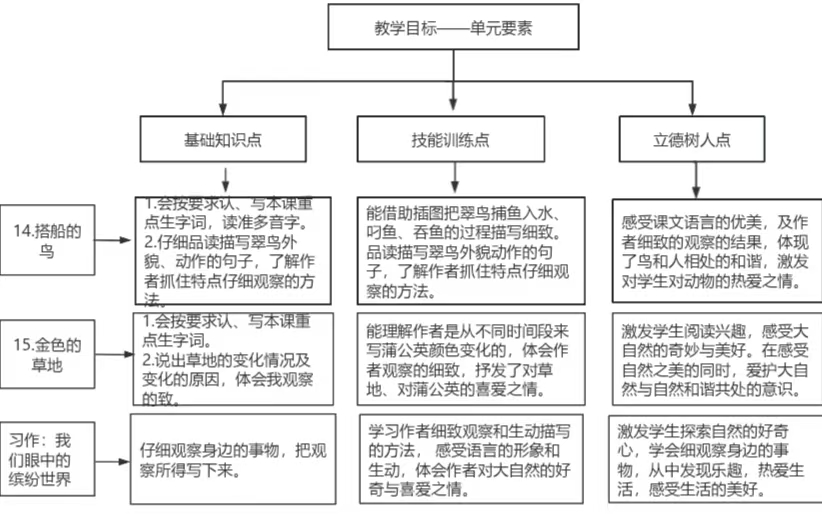 教学目标——单元要素
基础知识点
技能训练点
立德树人点
14.搭船的
鸟
1.会按要求认、写本课重
点生字词，读准多音字。
2.仔细品读描写翠鸟外
貌、动作的句子，了解作
者抓住特点仔细观察的方
法。
能借助插图把翠鸟捕鱼入水、
叼鱼、吞鱼的过程描写细致。
品读描写翠鸟外貌动作的句
子，了解作者抓住特点仔细观
察的方法。
感受课文语言的优美，及作
者细致的观察的结果，体现
了鸟和人相处的和谐，激发
对学生对动物的热爱之情。
15.金色的
草地
1.会按要求认、写本课重
点生字词。
2.说出草地的变化情况及
变化的原因，体会我观察
的致。
能理解作者是从不同时间段来
写蒲公英颜色变化的，体会作
者观察的细致，抒发了对草
地、对蒲公英的喜爱之情。
激发学生阅读兴趣，感受大
自然的奇妙与美好。在感受
自然之美的同时，爱护大自
然与自然和谐共处的意识。
习作：我
们眼中的
缤纷世界
仔细观察身边的事物，把观
察所得写下来。
学习作者细致观察和生动描写
的方法， 感受语言的形象和
生动，体会作者对大自然的好
奇与喜爱之情。
激发学生探索自然的好奇
心，学会细观察身边的事
物，从中发现乐趣，热爱生
活，感受生活的美好。